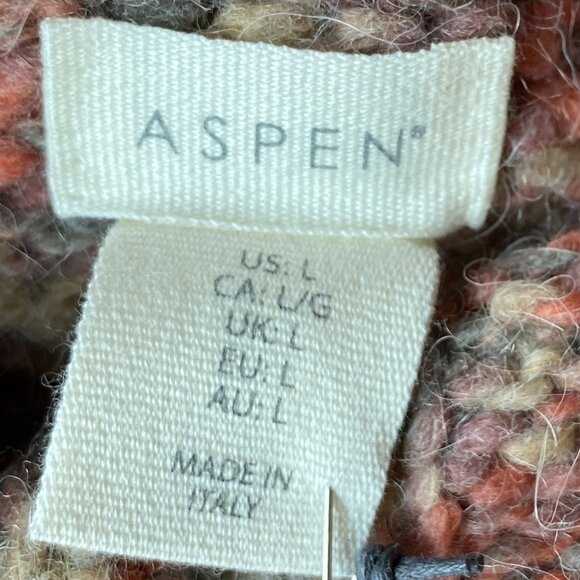 ASPEN®
US: L
CA: L/G
UK: L
EU: L
AU: L
MADE IN
ITALY